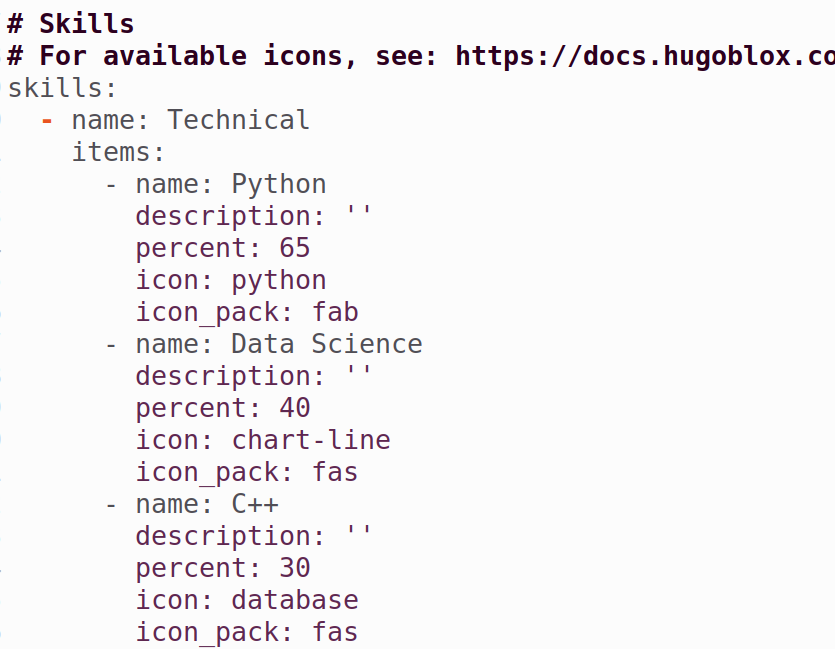 # Skills
# For available icons, see: https://docs.hugoblox.co
skills:
  - name: Technical
    items:
      - name: Python
        description: ''
        percent: 65
        icon: python
        icon_pack: fab
      - name: Data Science
        description: ''
        percent: 40
        icon: chart-line
        icon_pack: fas
      - name: C++
        description: ''
        percent: 30
        icon: database
        icon_pack: fas